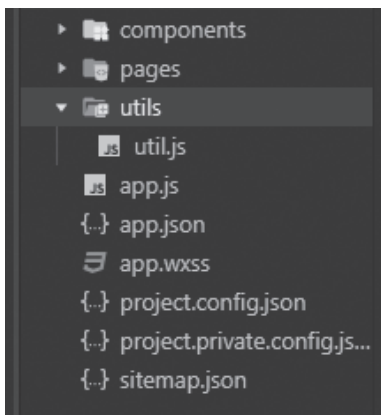 components
pages
utils
JS util.js
JS app.js
{..} app.json
app.wxss
{..} project.config.json
{..} project.private.config.js...
{..} sitemap.json